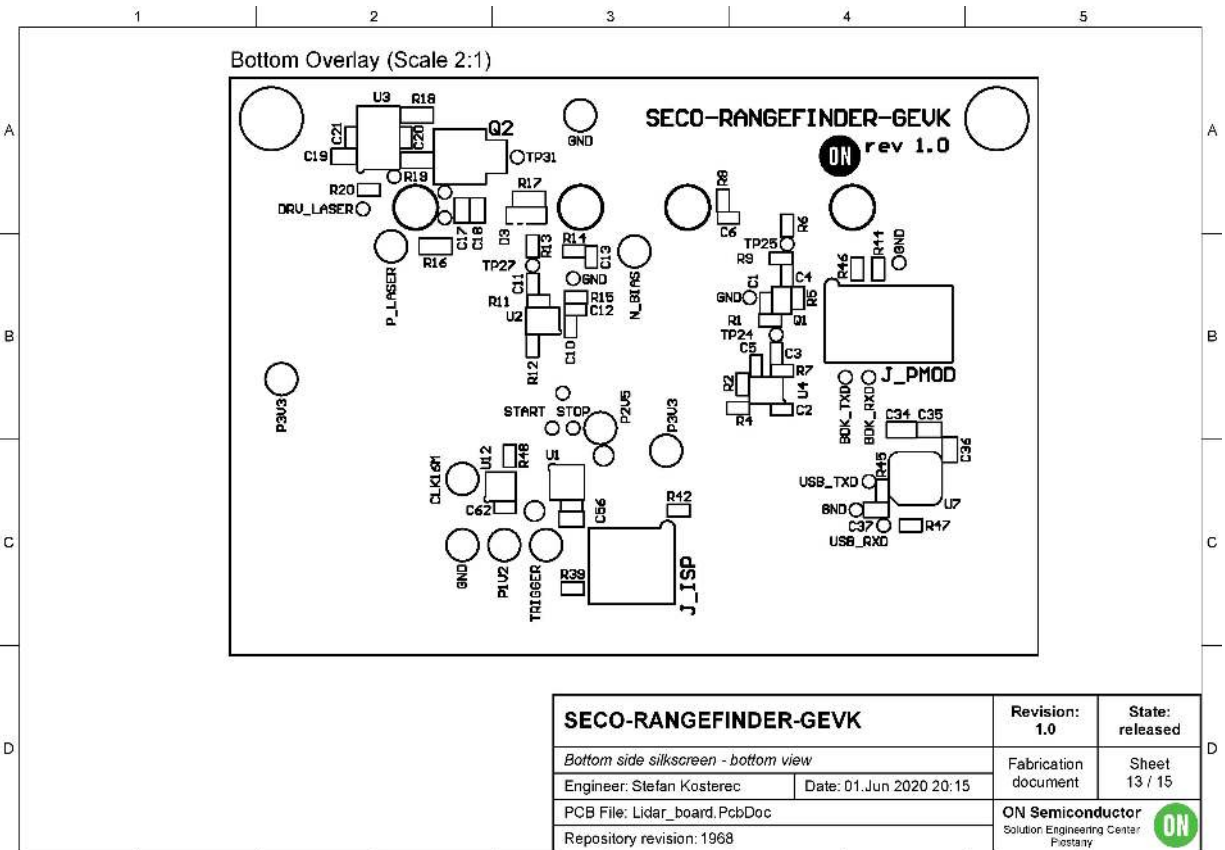 1 2 3 4 5
Bottom Overlay (Scale 2:1)
A
A
U3
R18
C21
C20
C19
Q2
GND
SECO-RANGEFINDER-GEVK
ON
rev 1.0
TP31
R19
R20
DRV_LASER
R17
R8
C6
R6
C17
C18
D3
R16
P_LASER
R13
R14
C13
TP27
GND
C11
R11
R15
C12
U2
C10
R12
N_BIAS
TP25
R9
C4
C1
GND
R5
R1
Q1
TP24
C5
C3
R7
R2
U4
R4
C2
R46
R44
GND
J_PMOD
B
B
P3V3
START
STOP
P2V5
P3V3
BDK_TXD
BDK_RXD
C34
C35
C36
CLK16M
U12
R48
U1
C62
C56
R42
USB_TXD
R45
GND
U7
C37
R47
USB_RXD
C
C
GND
P1V2
TRIGGER
R39
J_ISP
D
D
SECO-RANGEFINDER-GEVK
Revision:
1.0
State:
released
Bottom side silkscreen - bottom view
Fabrication
document
Sheet
13 / 15
Engineer: Stefan Kosterec
Date: 01.Jun 2020 20:15
PCB File: Lidar_board.PcbDoc
Repository revision: 1968
ON Semiconductor
Solution Engineering Center
Piestany
ON